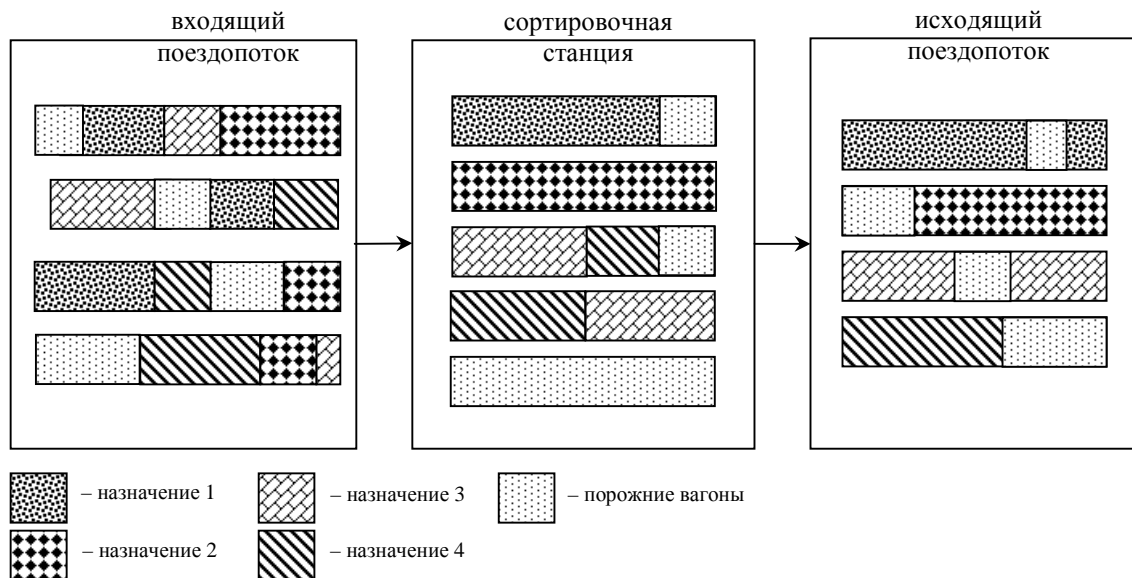 входящий
поездопоток
сортировочная
станция
исходящий
поездопоток
– назначение 1
– назначение 3
– порожние вагоны
– назначение 2
– назначение 4